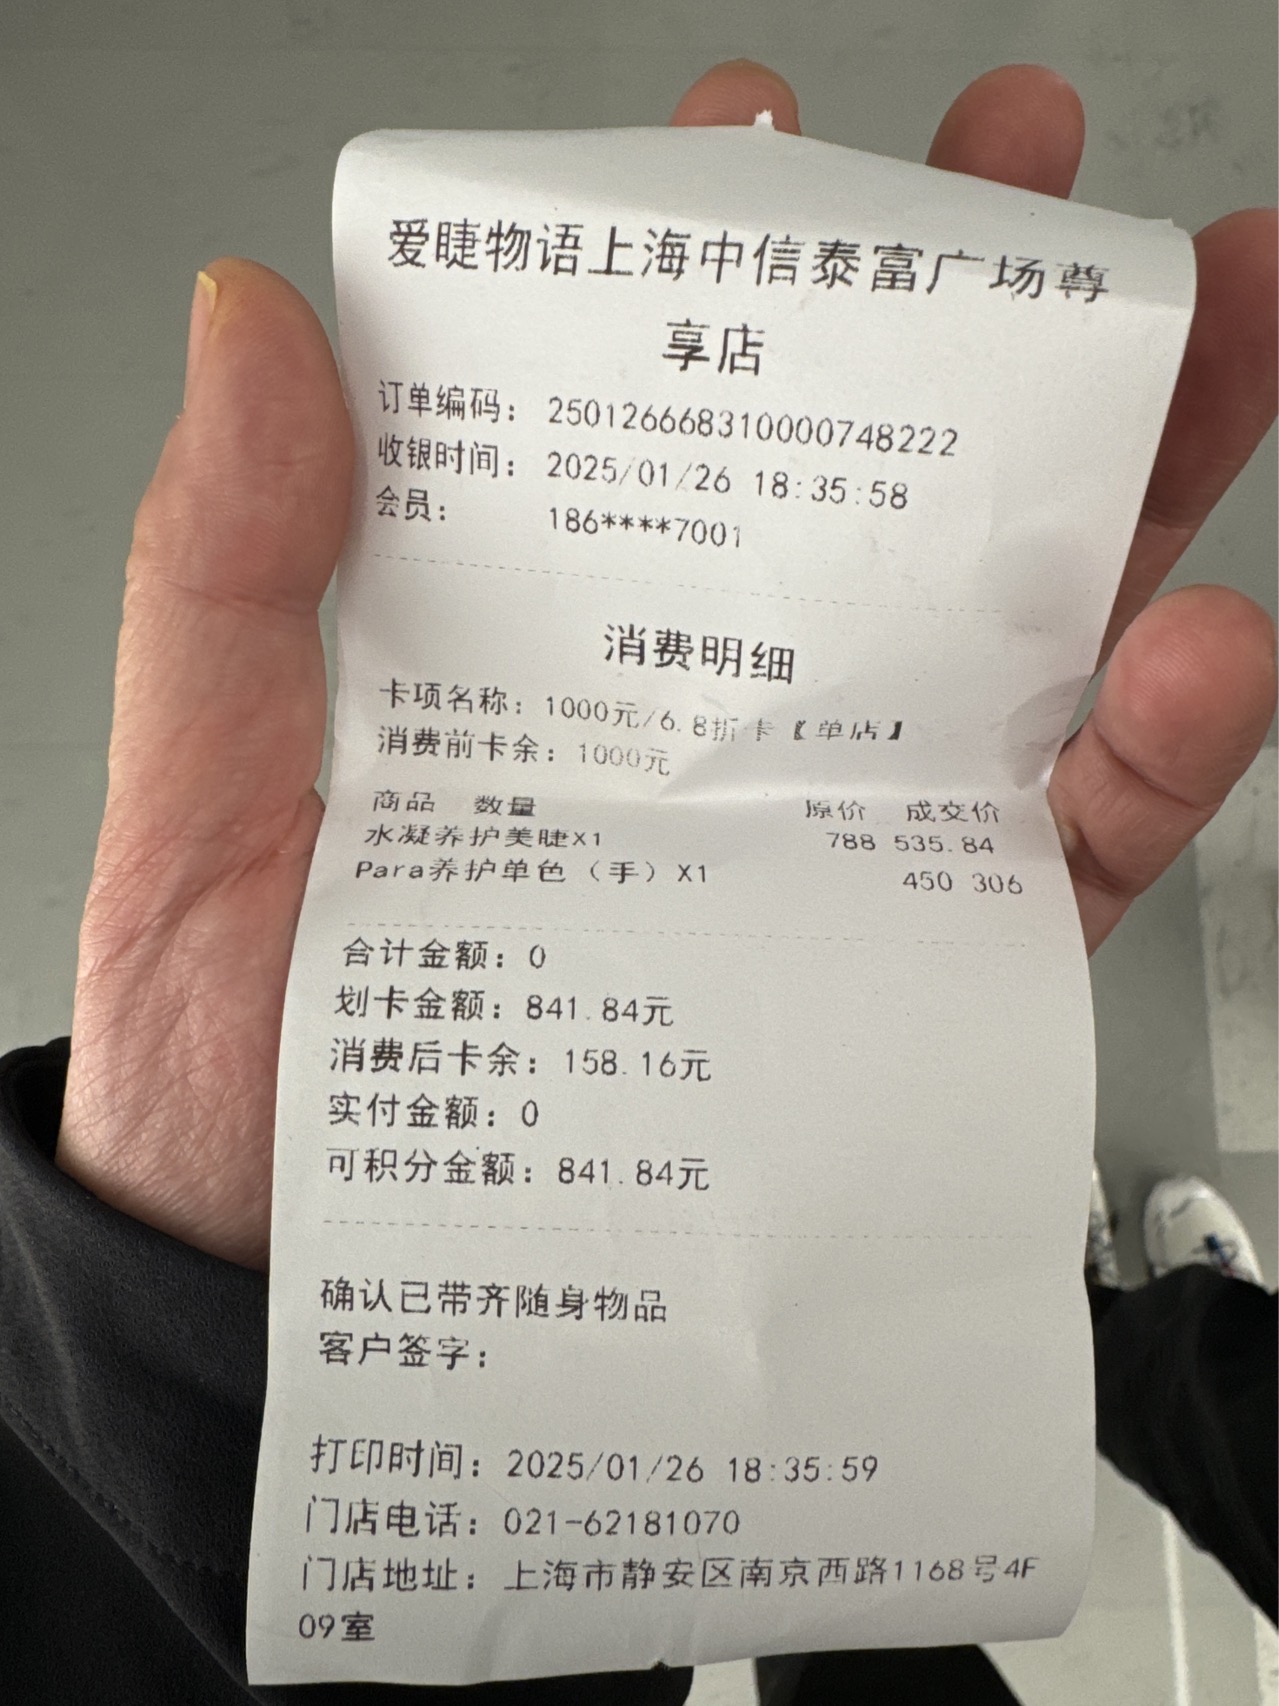 爱睫物语上海中信泰富广场尊
享店
订单编码： 250126668310000748222
收银时间： 2025/01/26 18:35:58
会员： 186****7001
消费明细
卡项名称：1000元/6.8折卡【单店】
消费前卡余：1000元
商品 数量 原价 成交价
水凝养护美睫X1 788 535.84
Para养护单色（手）X1 450 306
合计金额：0
划卡金额：841.84元
消费后卡余：158.16元
实付金额：0
可积分金额：841.84元
确认已带齐随身物品
客户签字：
打印时间：2025/01/26 18:35:59
门店电话：021-62181070
门店地址：上海市静安区南京西路1168号4F
09室